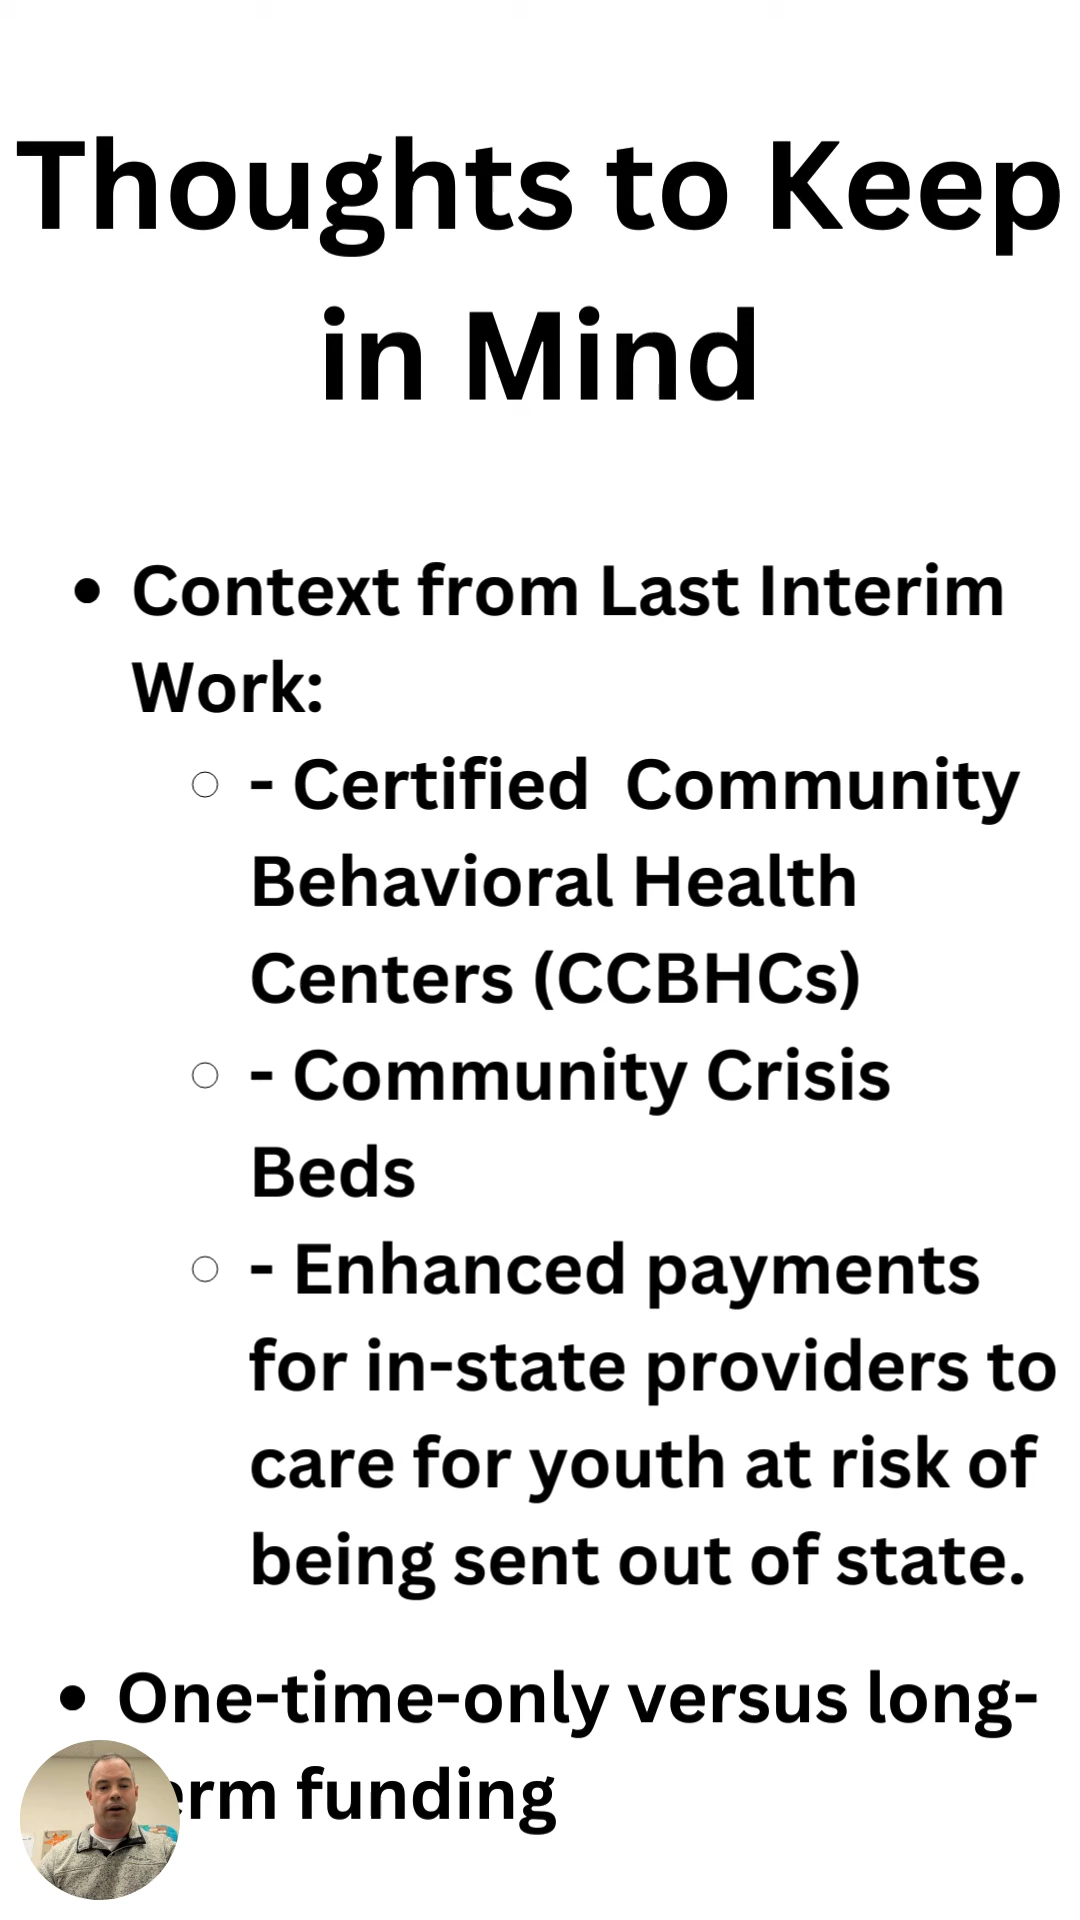 Thoughts to Keep
in Mind
• Context from Last Interim
Work:
○ - Certified  Community
Behavioral Health
Centers (CCBHCs)
○ - Community Crisis
Beds
○ - Enhanced payments
for in-state providers to
care for youth at risk of
being sent out of state.
• One-time-only versus long-
erm funding